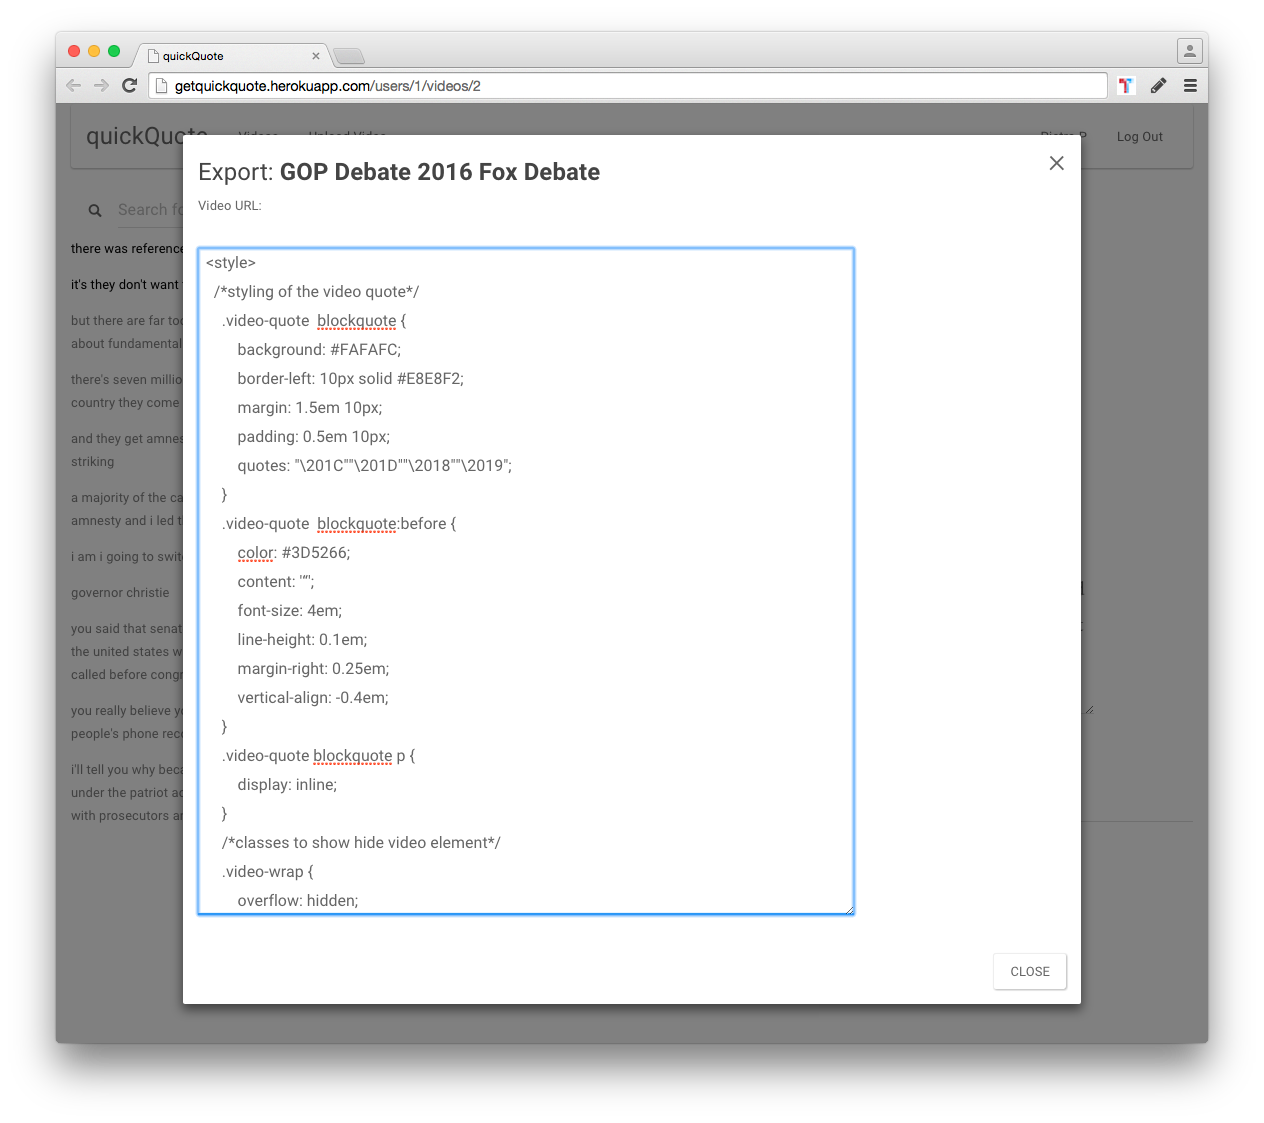 quickQuote
getquickquote.herokuapp.com/users/1/videos/2
quickQuote Videos Upload Video Pietro P Log Out
Export: GOP Debate 2016 Fox Debate
Video URL:
Search fo
there was reference
it's they don't want
but there are far too
about fundamental
there's seven millio
country they come
and they get amnes
striking
a majority of the ca
amnesty and i led t
i am i going to swit
governor christie
you said that senat
the united states w
called before congr
you really believe yo
people's phone reco
i'll tell you why beca
under the patriot ac
with prosecutors a
<style>
/*styling of the video quote*/
.video-quote  blockquote {
background: #FAFAFC;
border-left: 10px solid #E8E8F2;
margin: 1.5em 10px;
padding: 0.5em 10px;
quotes: "\201C""\201D""\2018""\2019";
}
.video-quote  blockquote:before {
color: #3D5266;
content: '“';
font-size: 4em;
line-height: 0.1em;
margin-right: 0.25em;
vertical-align: -0.4em;
}
.video-quote blockquote p {
display: inline;
}
/*classes to show hide video element*/
.video-wrap {
overflow: hidden;
CLOSE